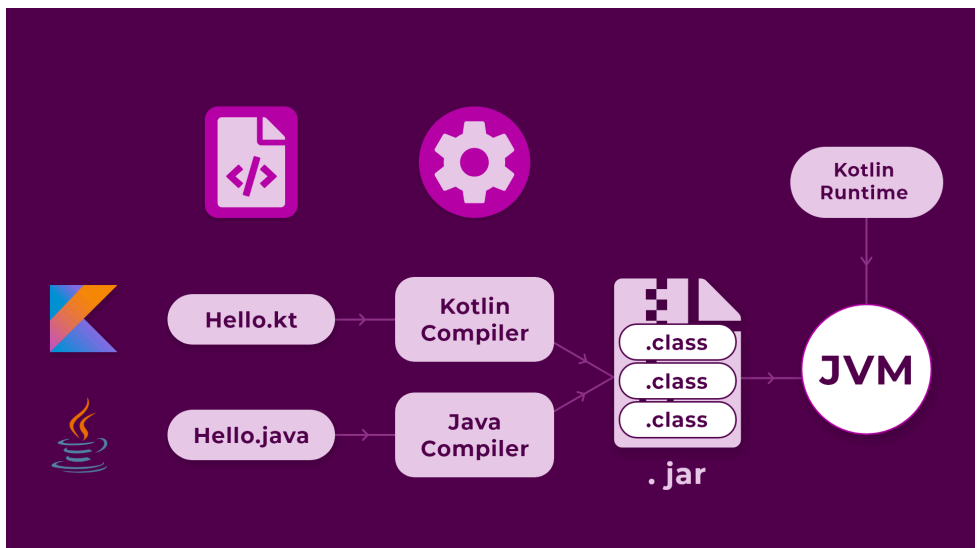 </>
Kotlin
Runtime
Hello.kt
Kotlin
Compiler
.class
.class
.class
JVM
Hello.java
Java
Compiler
. jar